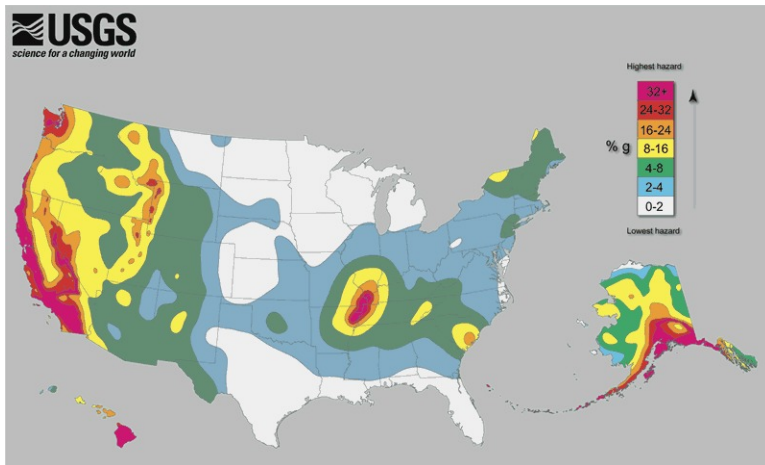 USGS
science for a changing world
Highest hazard
% g
32+
24-32
16-24
8-16
4-8
2-4
0-2
Lowest hazard